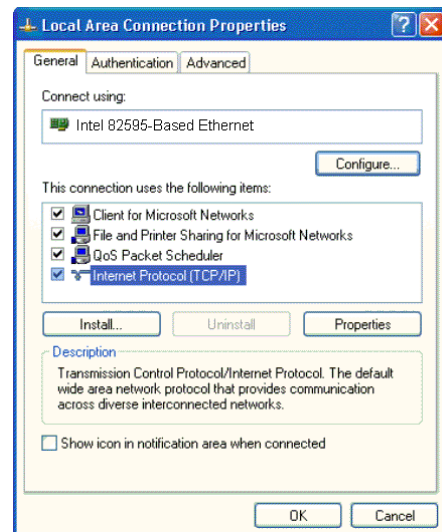 Local Area Connection Properties
General Authentication Advanced
Connect using:
Intel 82595-Based Ethernet
Configure...
This connection uses the following items:
Client for Microsoft Networks
File and Printer Sharing for Microsoft Networks
QoS Packet Scheduler
Internet Protocol (TCP/IP)
Install... Uninstall Properties
Description
Transmission Control Protocol/Internet Protocol. The default
wide area network protocol that provides communication
across diverse interconnected networks.
Show icon in notification area when connected
OK Cancel